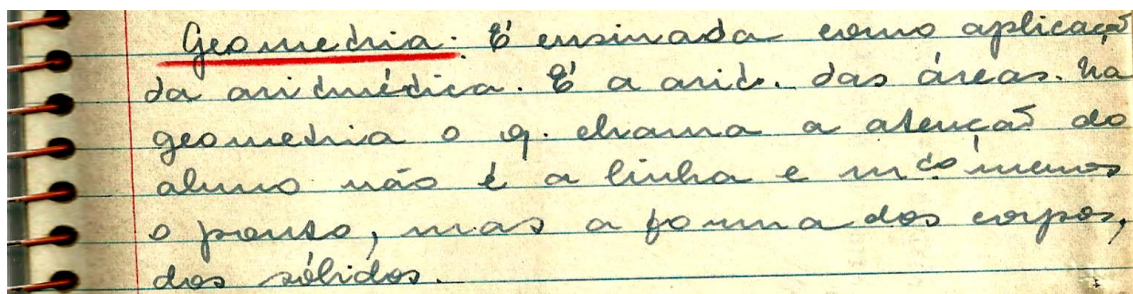 Geometria: É ensinada como aplicação
da aritmética. É a arit. das áreas. Na
geometria o q. chama a atenção do
aluno não é a linha e mto menos
o ponto, mas a forma dos corpos,
dos sólidos.